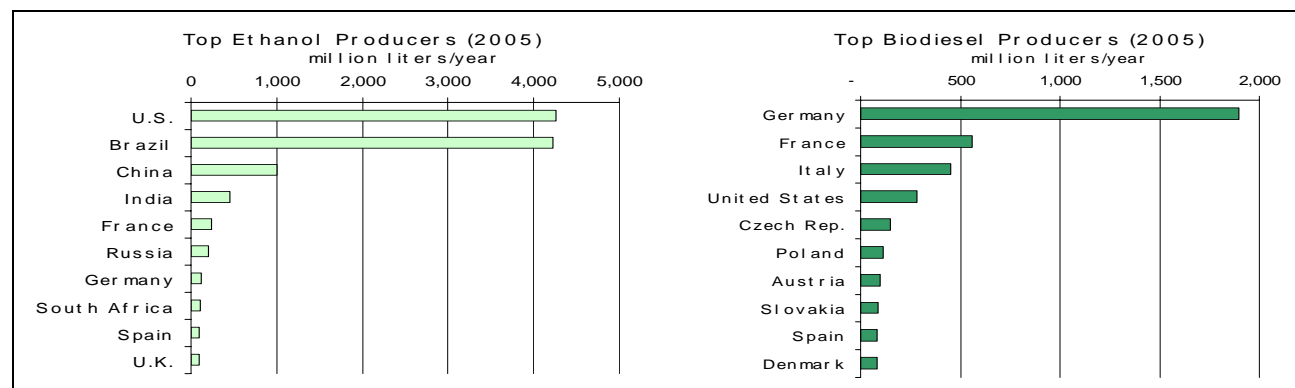 Top Ethanol Producers (2005)
million liters/year
0 1,000 2,000 3,000 4,000 5,000
U.S.
Brazil
China
India
France
Russia
Germany
South Africa
Spain
U.K.
Top Biodiesel Producers (2005)
million liters/year
- 500 1,000 1,500 2,000
Germany
France
Italy
United States
Czech Rep.
Poland
Austria
Slovakia
Spain
Denmark